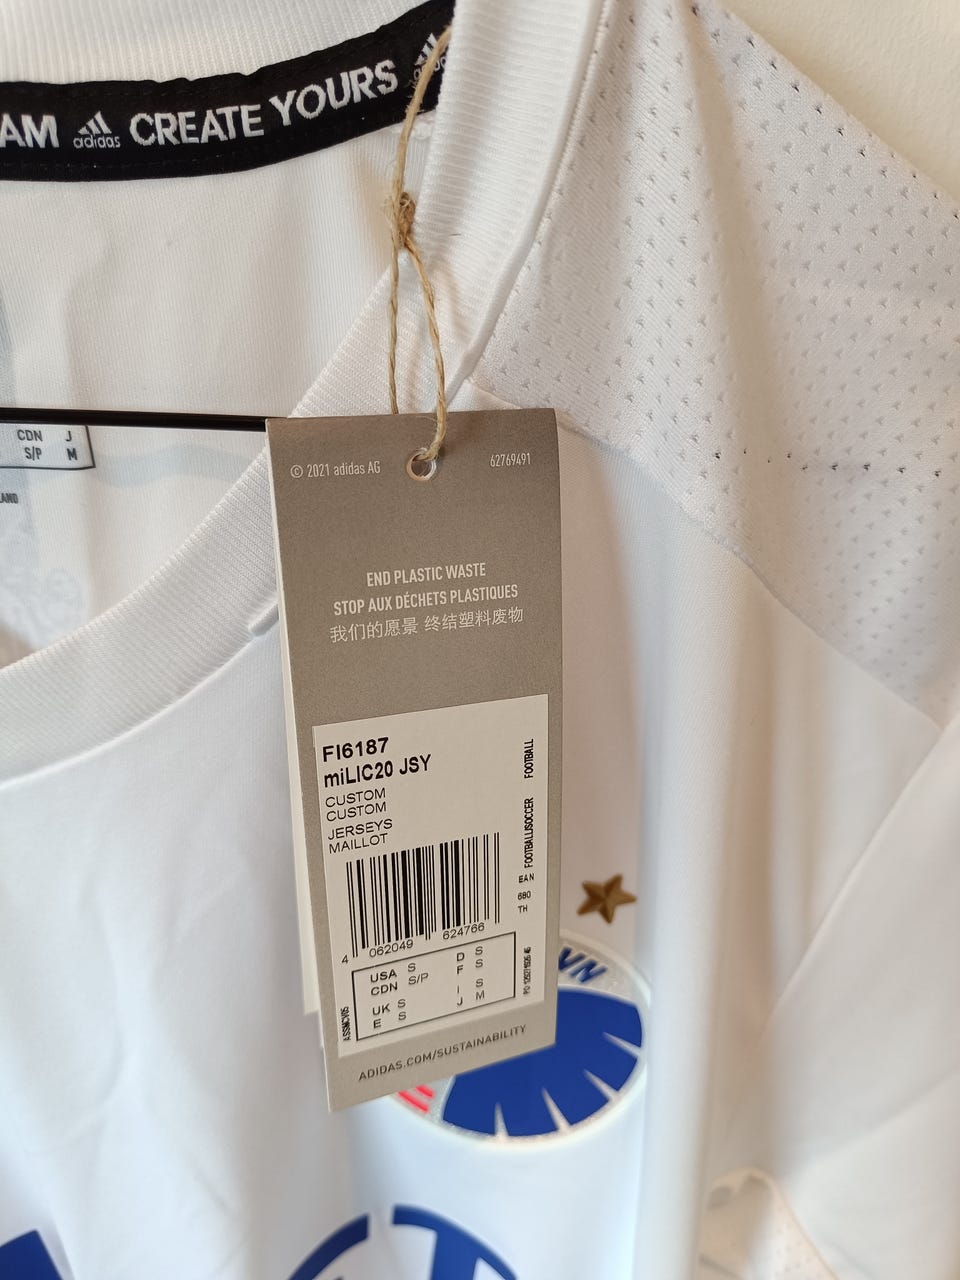 AM adidas CREATE YOURS
CDN J
S/P M
LAND
© 2021 adidas AG
62769491
END PLASTIC WASTE
STOP AUX DÉCHETS PLASTIQUES
我们的愿景 终结塑料废物
FI6187
miLIC20 JSY
CUSTOM
CUSTOM
JERSEYS
MAILLOT
FOOTBALL/SOCCER FOOTBALL
EAN
680
TH
4 062049 624766
USA S D S
CDN S/P F S
UK S I S
E S J M
ADIDAS.COM/SUSTAINABILITY